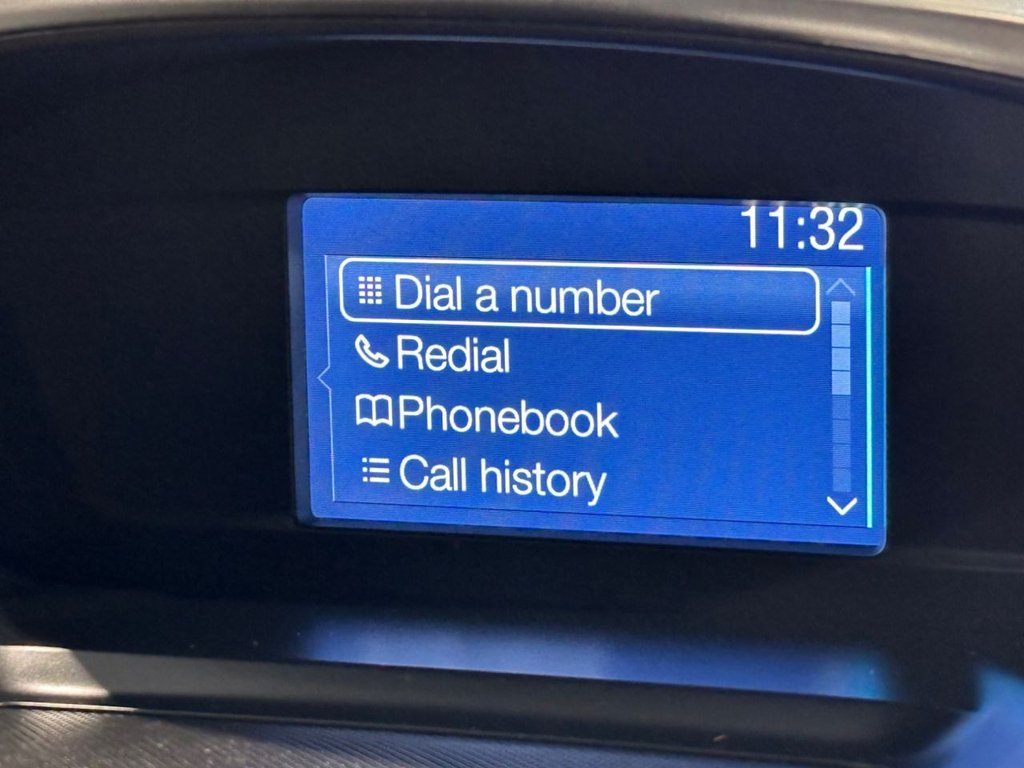 11:32
Dial a number
Redial
Phonebook
Call history